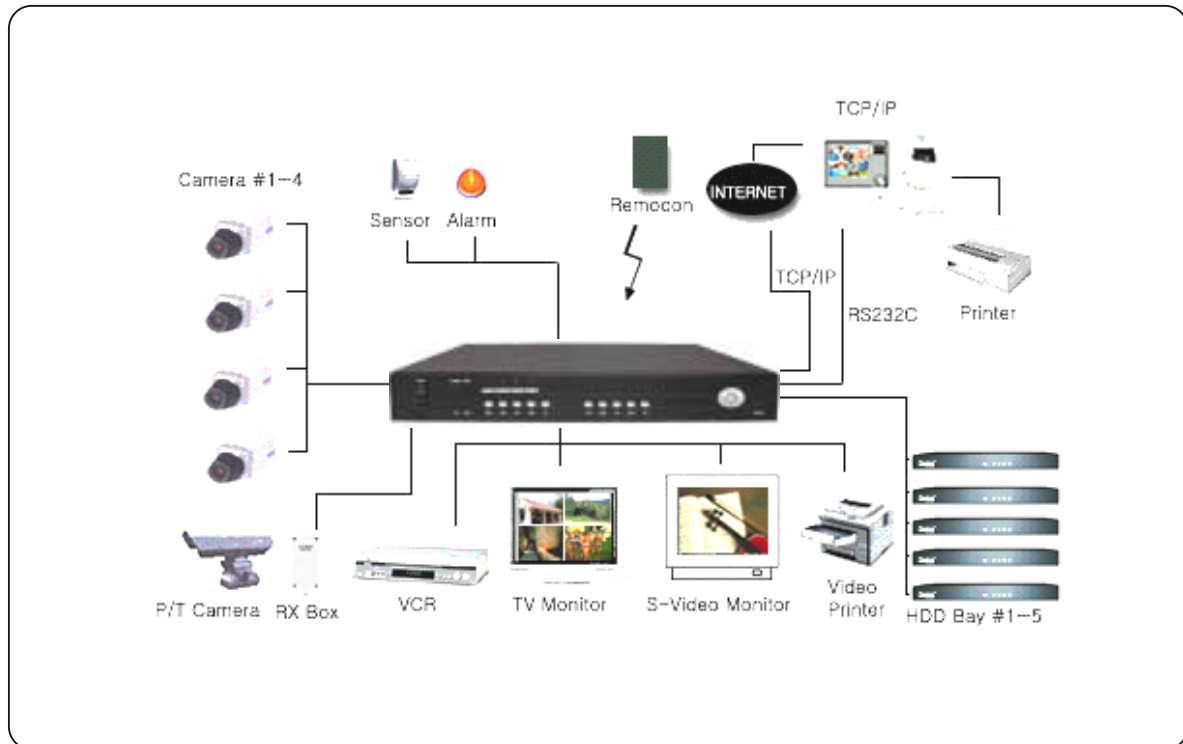 TCP/IP
Camera #1~4
INTERNET
Sensor
Alarm
Remocon
TCP/IP
RS232C
Printer
P/T Camera
RX Box
VCR
TV Monitor
S-Video Monitor
Video
Printer
HDD Bay #1~5